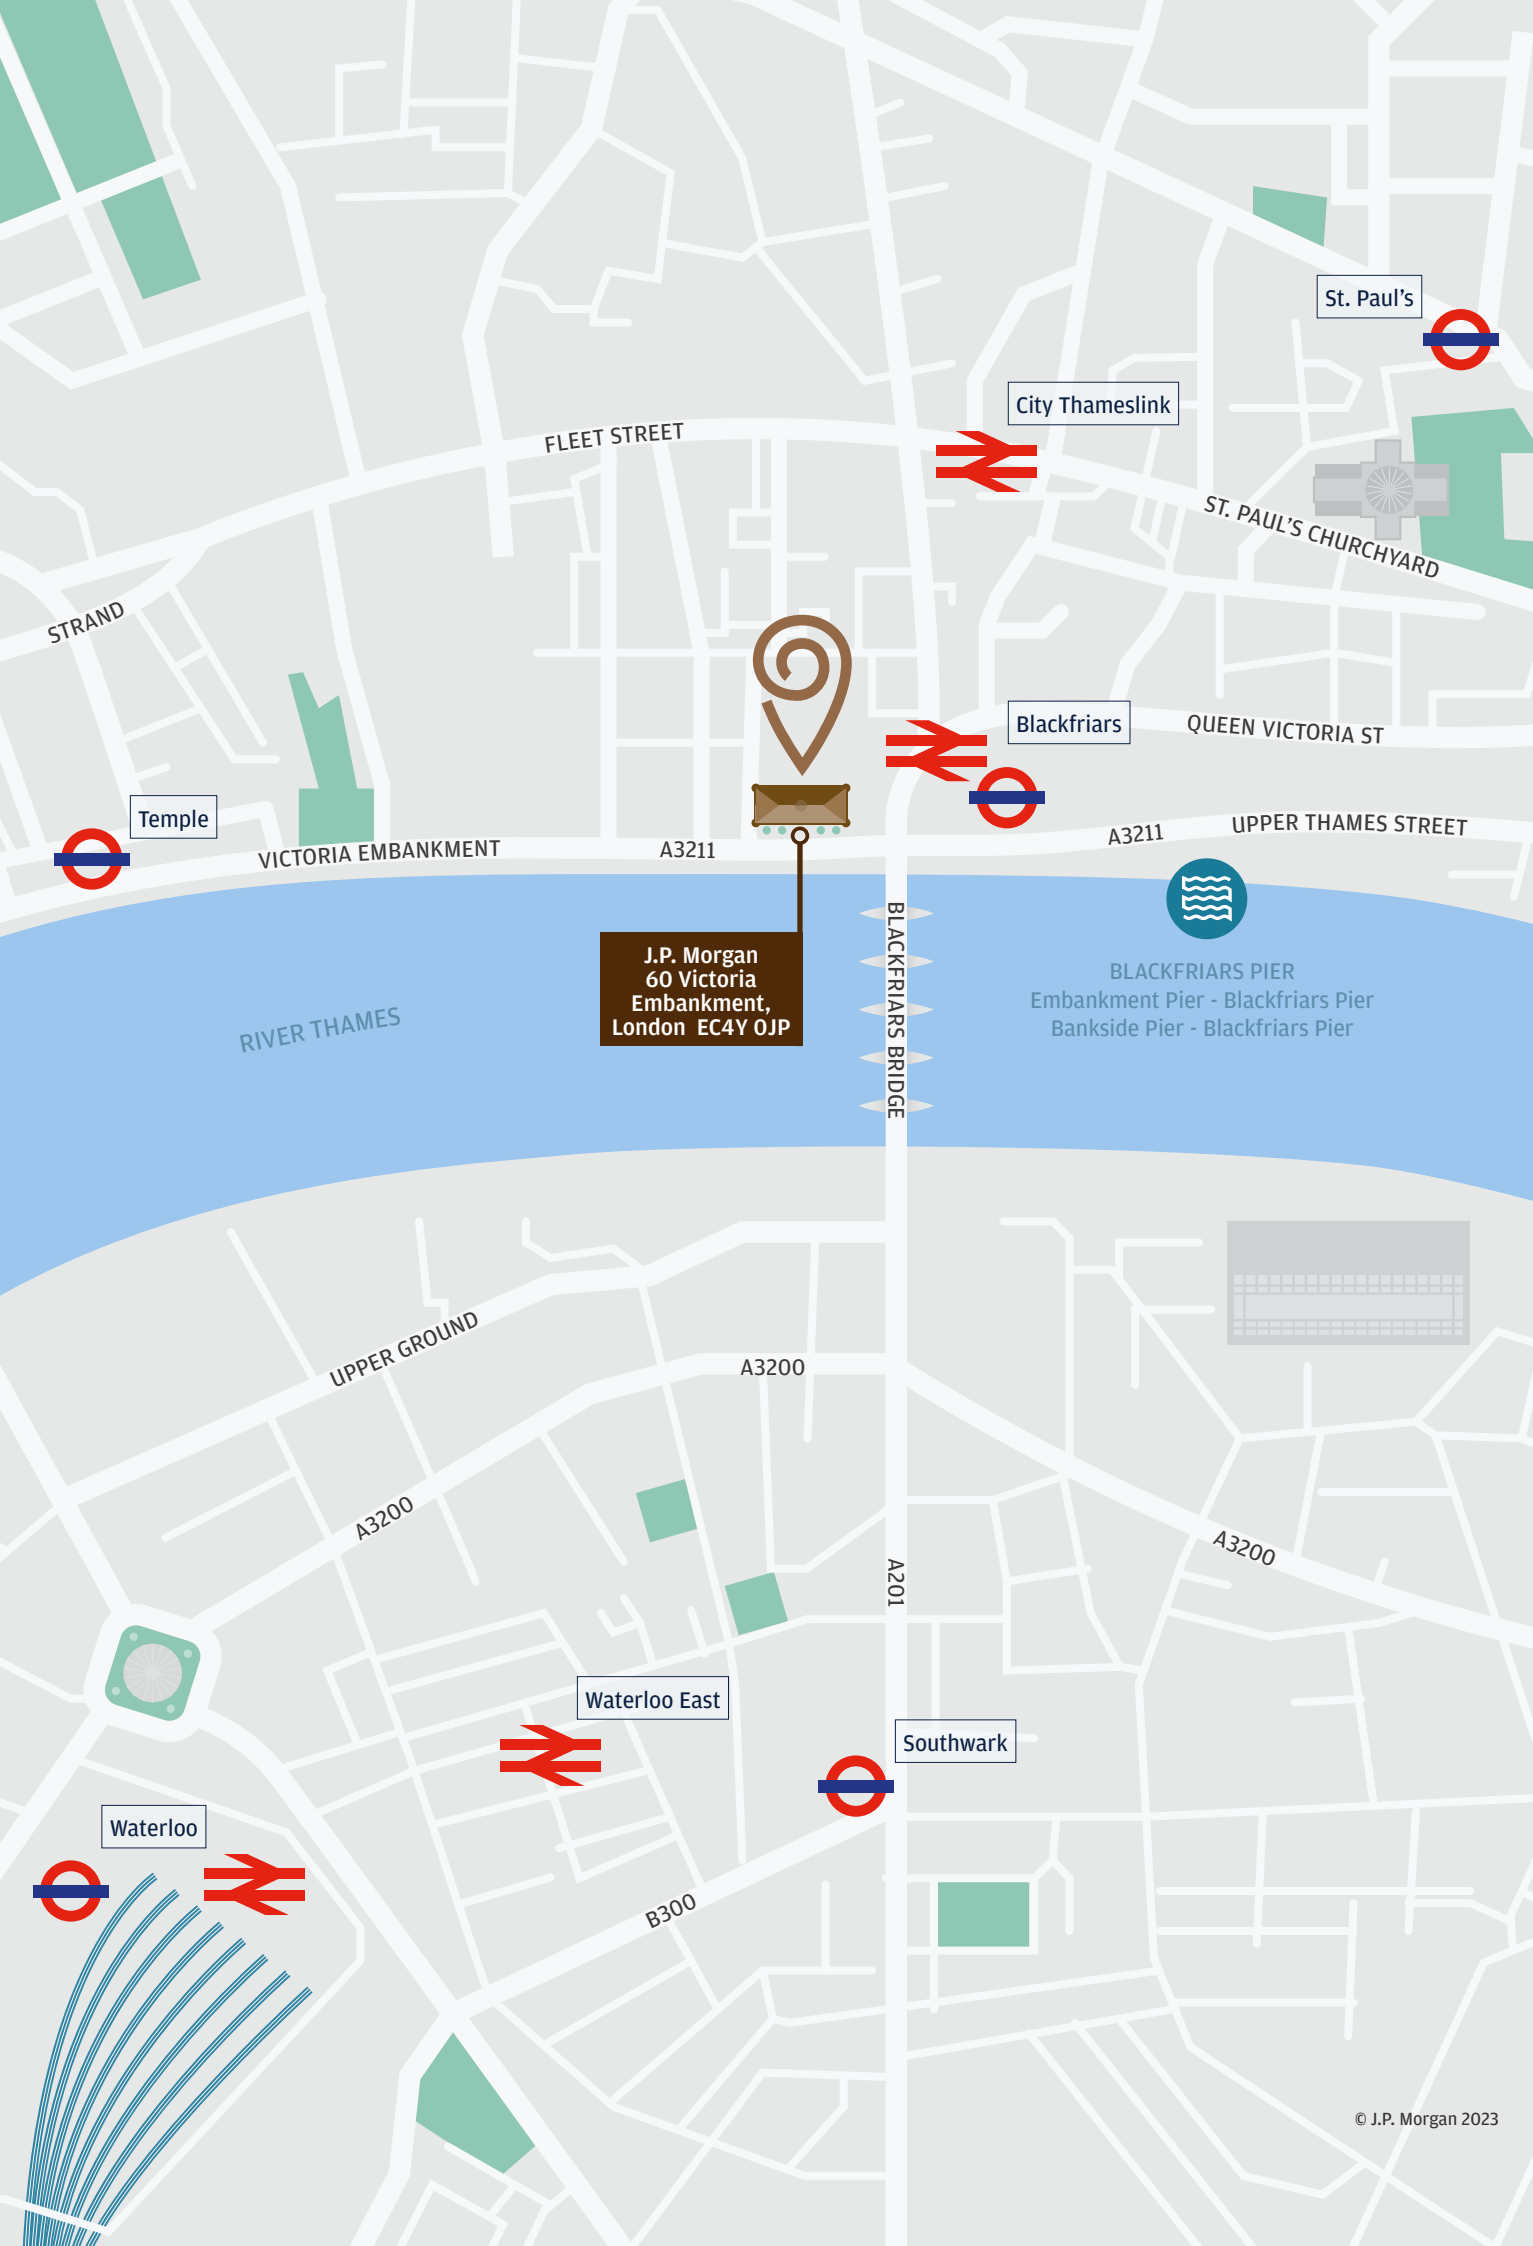 St. Paul's
City Thameslink
FLEET STREET
ST. PAUL'S CHURCHYARD
STRAND
Blackfriars
QUEEN VICTORIA ST
Temple
VICTORIA EMBANKMENT
A3211
A3211
UPPER THAMES STREET
J.P. Morgan
60 Victoria
Embankment,
London EC4Y 0JP
BLACKFRIARS BRIDGE
BLACKFRIARS PIER
Embankment Pier - Blackfriars Pier
Bankside Pier - Blackfriars Pier
RIVER THAMES
UPPER GROUND
A3200
A3200
A3200
A201
Waterloo East
Southwark
Waterloo
B300
© J.P. Morgan 2023